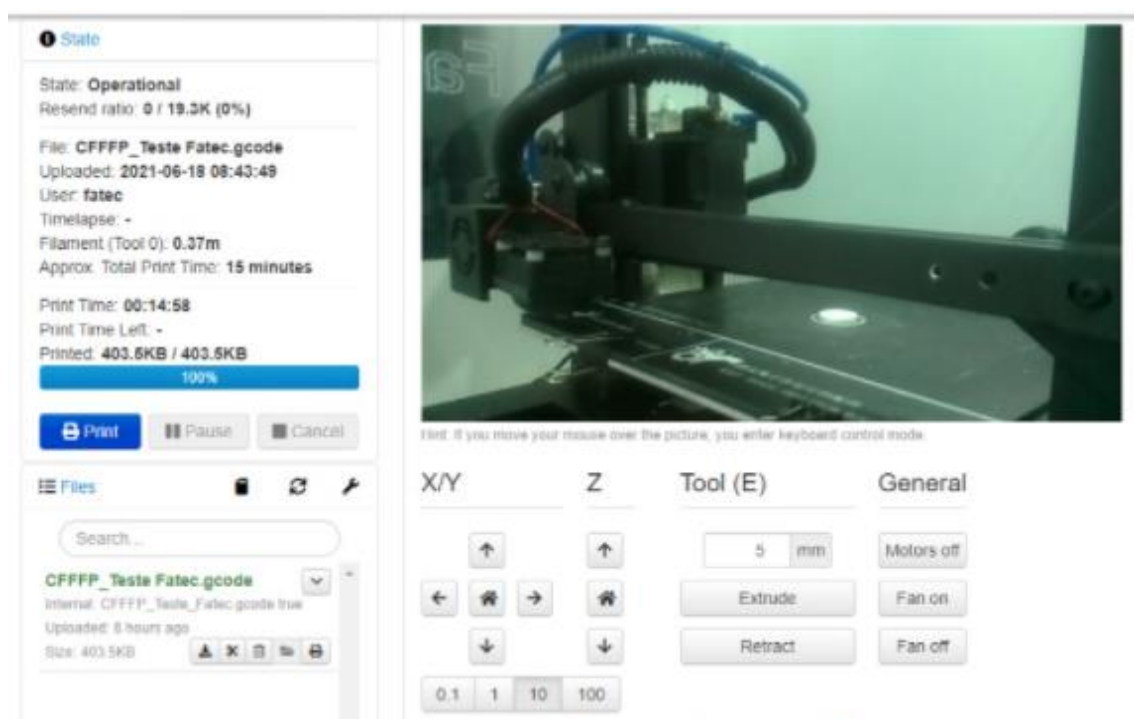 State
State: Operational
Resend ratio: 0 / 19.3K (0%)
File: CFFFP_Teste Fatec.gcode
Uploaded: 2021-06-18 08:43:49
User: fatec
Timelapse: -
Filament (Tool 0): 0.37m
Approx. Total Print Time: 15 minutes
Print Time: 00:14:58
Print Time Left: -
Printed: 403.5KB / 403.5KB
100%
Print Pause Cancel
Files
Search...
CFFFP_Teste Fatec.gcode
Internal: CFFFP_Teste_Fatec.gcode true
Uploaded: 8 hours ago
Size: 403.5KB
Fa
Hint: If you move your mouse over the picture, you enter keyboard control mode.
X/Y Z Tool (E) General
5 mm Motors off
Extrude Fan on
Retract Fan off
0.1 1 10 100